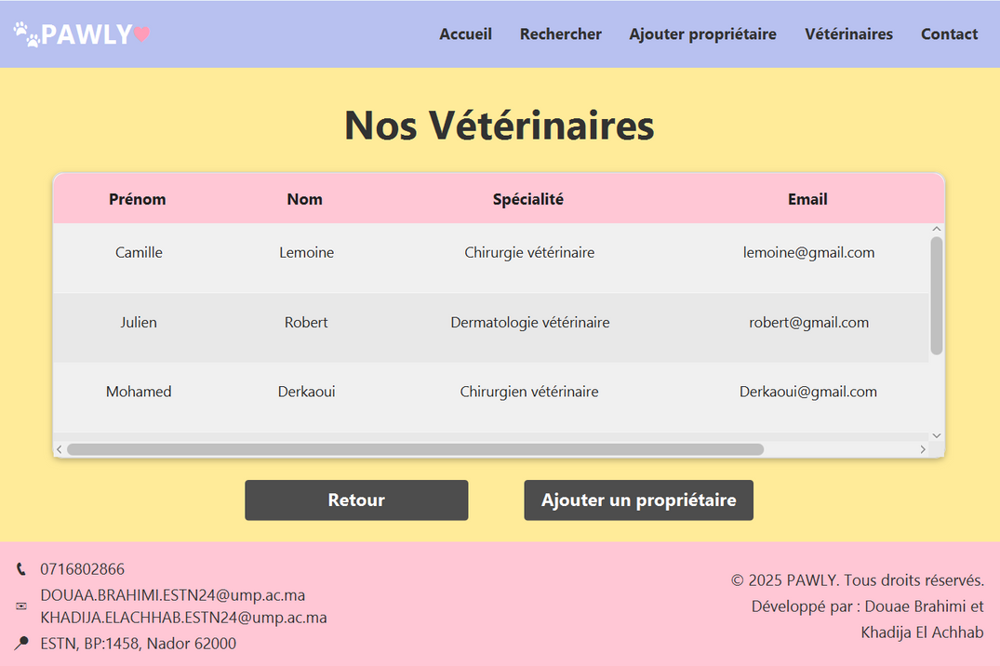 PAWLY
Accueil Rechercher Ajouter propriétaire Vétérinaires Contact
Nos Vétérinaires
Prénom Nom Spécialité Email
Camille Lemoine Chirurgie vétérinaire lemoine@gmail.com
Julien Robert Dermatologie vétérinaire robert@gmail.com
Mohamed Derkaoui Chirurgien vétérinaire Derkaoui@gmail.com
Retour Ajouter un propriétaire
0716802866
DOUAA.BRAHIMI.ESTN24@ump.ac.ma
KHADIJA.ELACHHAB.ESTN24@ump.ac.ma
ESTN, BP:1458, Nador 62000
© 2025 PAWLY. Tous droits réservés.
Développé par : Douae Brahimi et
Khadija El Achhab